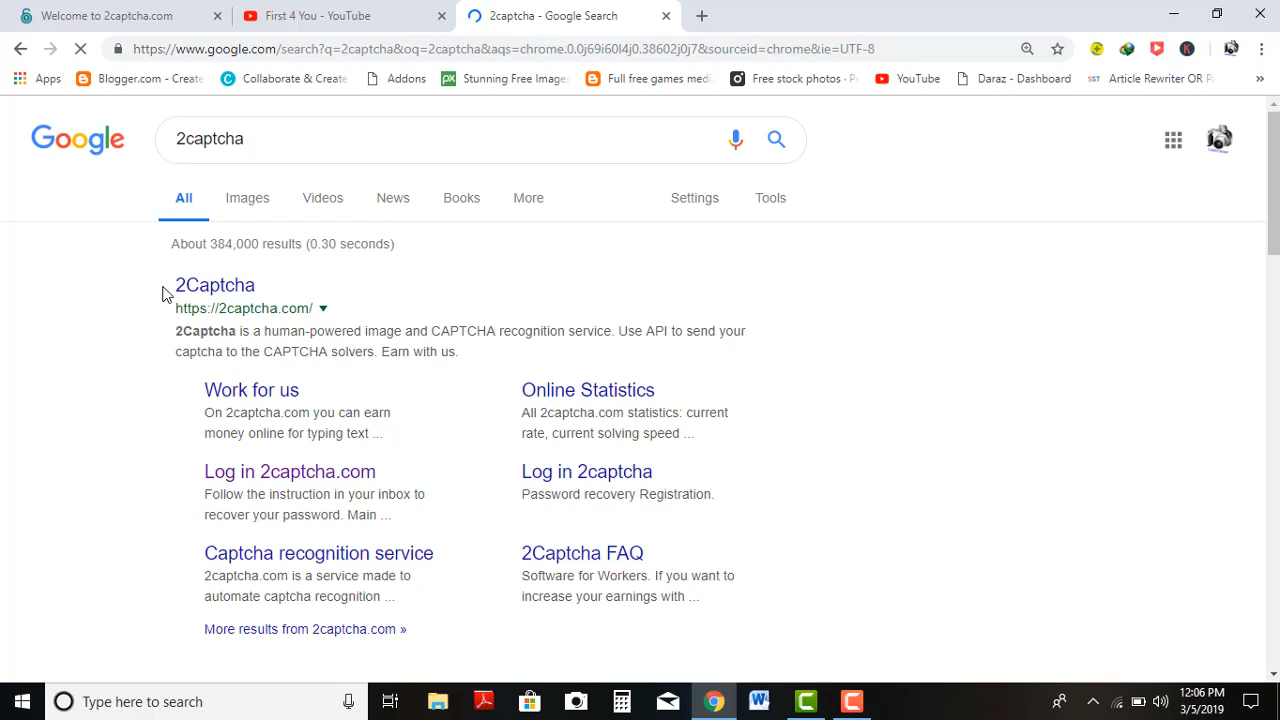 Welcome to 2captcha.com
First 4 You - YouTube
2captcha - Google Search
https://www.google.com/search?q=2captcha&oq=2captcha&aqs=chrome.0.0j69i60l4j0.38602j0j7&sourceid=chrome&ie=UTF-8
Apps Blogger.com - Create Collaborate & Create Addons Stunning Free Images Full free games medi Free stock photos - Pe YouTube Daraz - Dashboard SST Article Rewriter OR Pa »
Google
2captcha
All Images Videos News Books More Settings Tools
About 384,000 results (0.30 seconds)
2Captcha
https://2captcha.com/
2Captcha is a human-powered image and CAPTCHA recognition service. Use API to send your
captcha to the CAPTCHA solvers. Earn with us.
Work for us
On 2captcha.com you can earn
money online for typing text ...
Online Statistics
All 2captcha.com statistics: current
rate, current solving speed ...
Log in 2captcha.com
Follow the instruction in your inbox to
recover your password. Main ...
Log in 2captcha
Password recovery Registration.
Captcha recognition service
2captcha.com is a service made to
automate captcha recognition ...
2Captcha FAQ
Software for Workers. If you want to
increase your earnings with ...
More results from 2captcha.com »
Type here to search
12:06 PM
3/5/2019